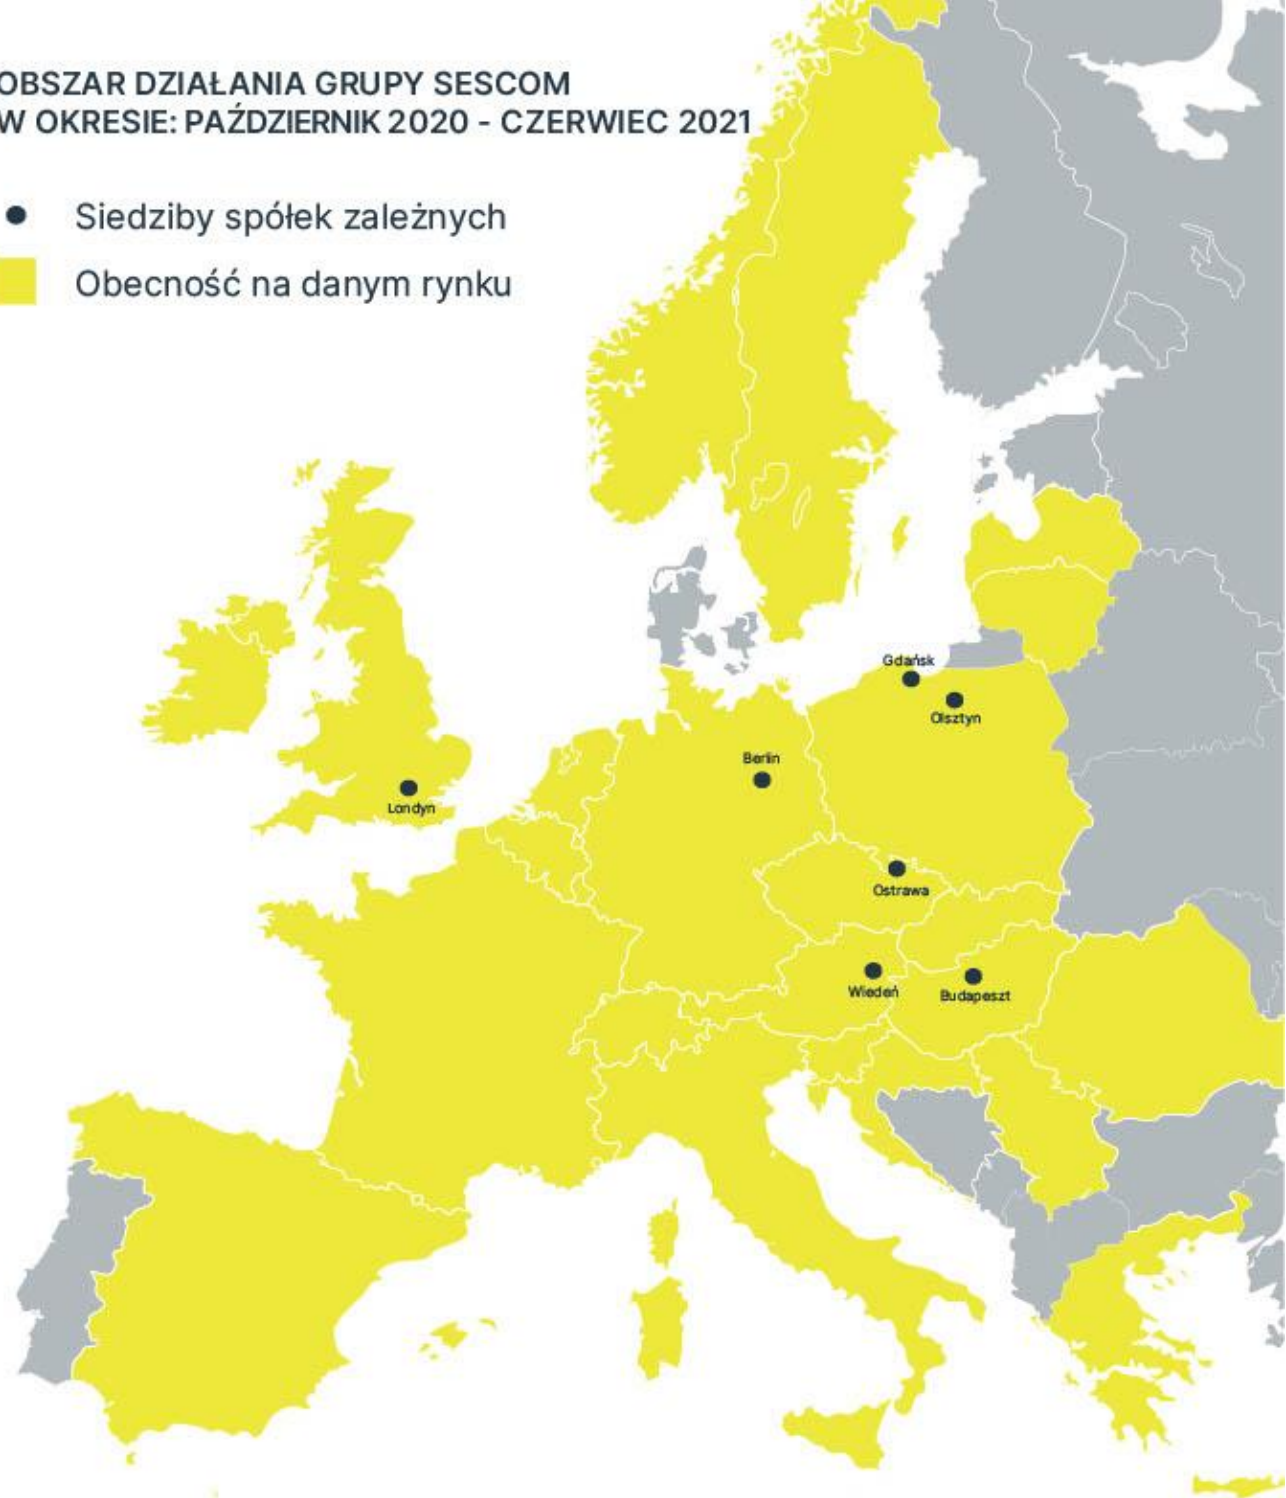 OBSZAR DZIAŁANIA GRUPY SESCOM
W OKRESIE: PAŹDZIERNIK 2020 - CZERWIEC 2021
Siedziby spółek zależnych
Obecność na danym rynku
Gdańsk
Olsztyn
Berlin
Londyn
Ostrawa
Wiedeń
Budapeszt